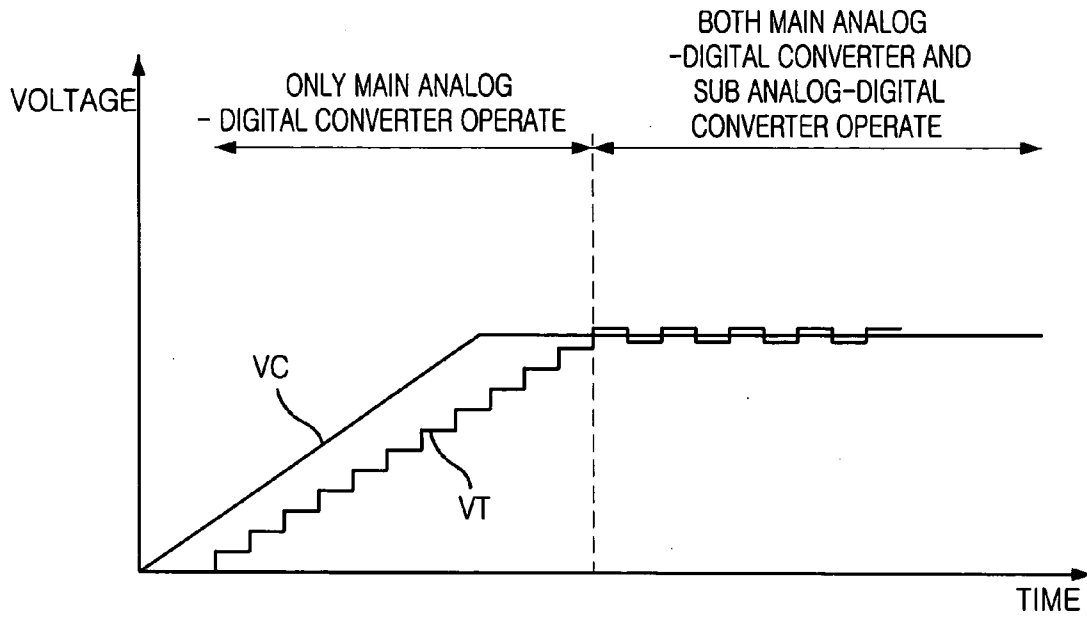 BOTH MAIN ANALOG
-DIGITAL CONVERTER AND
SUB ANALOG-DIGITAL
CONVERTER OPERATE
ONLY MAIN ANALOG
- DIGITAL CONVERTER OPERATE
VOLTAGE
VC
VT
TIME